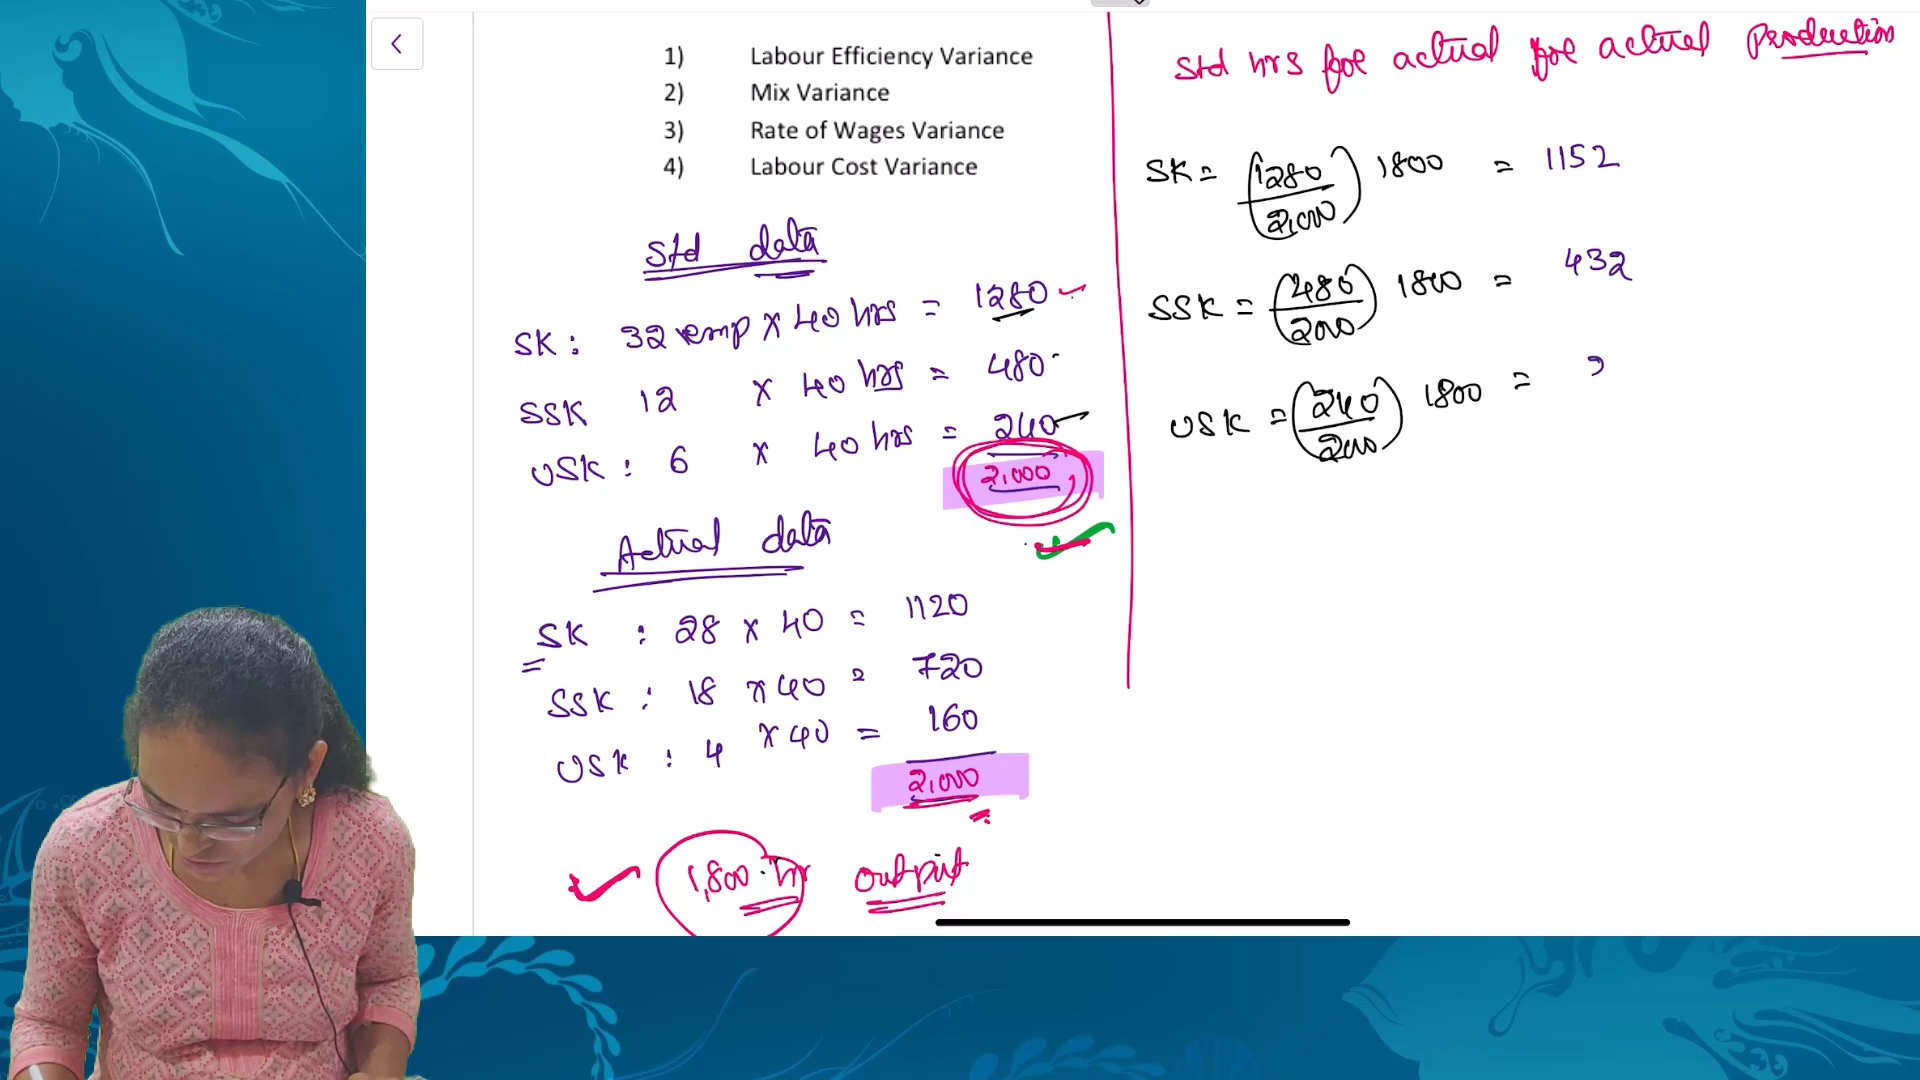 1) Labour Efficiency Variance
2) Mix Variance
3) Rate of Wages Variance
4) Labour Cost Variance
Std data
SK : 32 emp x 40 hrs = 1280
SSK 12 x 40 hrs = 480
USK : 6 x 40 hrs = 240
2,000
Actual data
SK : 28 x 40 = 1120
SSK : 18 x 40 = 720
USK : 4 x 40 = 160
2,000
1,800 hr output
Std hrs for actual for actual Production
SK = (1280/2,000) 1800 = 1152
SSK = (480/2000) 1800 = 432
USK = (240/2000) 1800 =